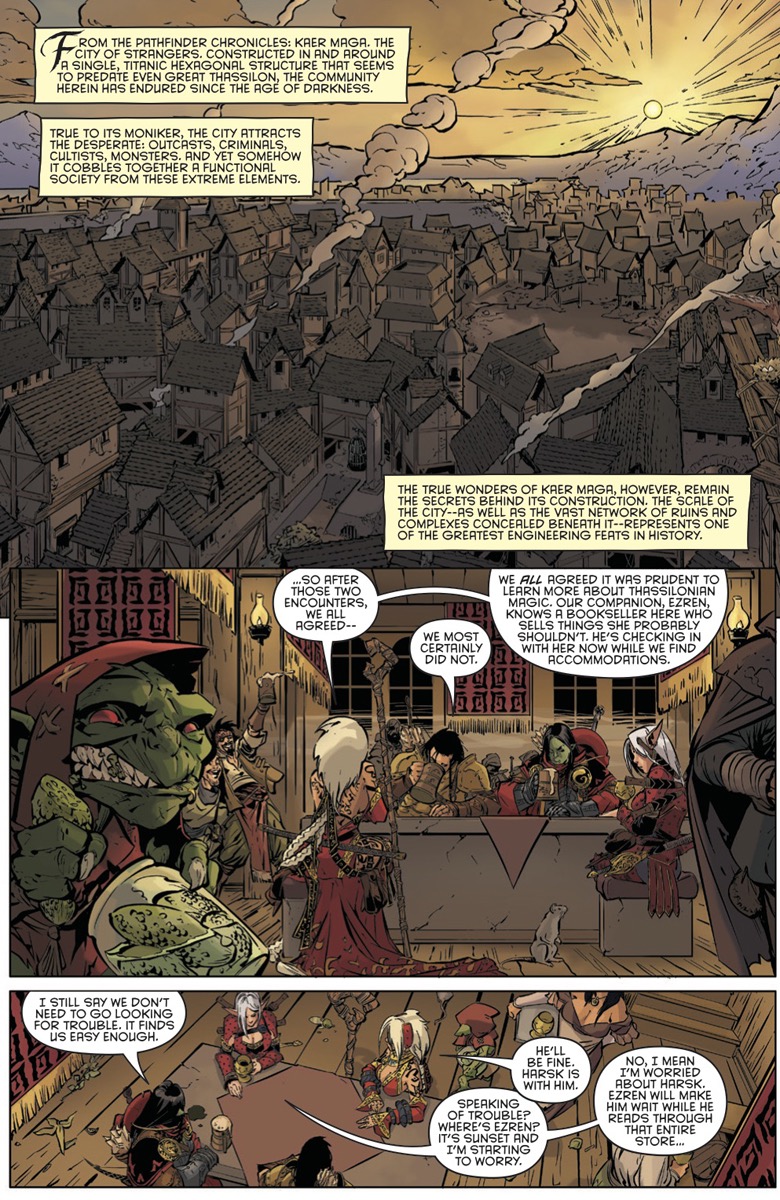 FROM THE PATHFINDER CHRONICLES: KAER MAGA. THE
CITY OF STRANGERS. CONSTRUCTED IN AND AROUND
A SINGLE, TITANIC HEXAGONAL STRUCTURE THAT SEEMS
TO PREDATE EVEN GREAT THASSILON, THE COMMUNITY
HEREIN HAS ENDURED SINCE THE AGE OF DARKNESS.
TRUE TO ITS MONIKER, THE CITY ATTRACTS
THE DESPERATE: OUTCASTS, CRIMINALS,
CULTISTS, MONSTERS. AND YET SOMEHOW
IT COBBLES TOGETHER A FUNCTIONAL
SOCIETY FROM THESE EXTREME ELEMENTS.
THE TRUE WONDERS OF KAER MAGA, HOWEVER, REMAIN
THE SECRETS BEHIND ITS CONSTRUCTION. THE SCALE OF
THE CITY--AS WELL AS THE VAST NETWORK OF RUINS AND
COMPLEXES CONCEALED BENEATH IT--REPRESENTS ONE
OF THE GREATEST ENGINEERING FEATS IN HISTORY.
...SO AFTER
THOSE TWO
ENCOUNTERS,
WE ALL
AGREED--
WE MOST
CERTAINLY
DID NOT.
WE ALL AGREED IT WAS PRUDENT TO
LEARN MORE ABOUT THASSILONIAN
MAGIC. OUR COMPANION, EZREN,
KNOWS A BOOKSELLER HERE WHO
SELLS THINGS SHE PROBABLY
SHOULDN'T. HE'S CHECKING IN
WITH HER NOW WHILE WE FIND
ACCOMMODATIONS.
I STILL SAY WE DON'T
NEED TO GO LOOKING
FOR TROUBLE. IT FINDS
US EASY ENOUGH.
SPEAKING
OF TROUBLE?
WHERE'S EZREN?
IT'S SUNSET AND
I'M STARTING
TO WORRY.
HE'LL
BE FINE.
HARSK IS
WITH HIM.
NO, I MEAN
I'M WORRIED
ABOUT HARSK.
EZREN WILL MAKE
HIM WAIT WHILE HE
READS THROUGH
THAT ENTIRE
STORE...